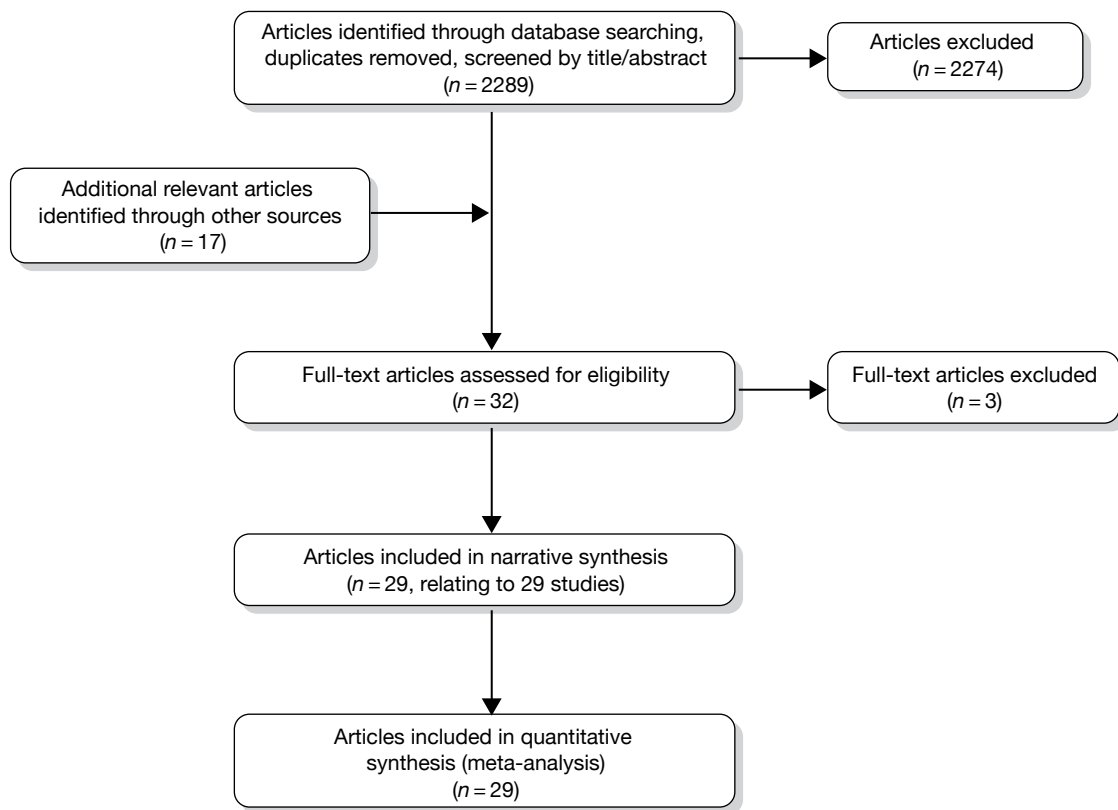 Articles identified through database searching,
duplicates removed, screened by title/abstract
(n = 2289)
Articles excluded
(n = 2274)
Additional relevant articles
identified through other sources
(n = 17)
Full-text articles assessed for eligibility
(n = 32)
Full-text articles excluded
(n = 3)
Articles included in narrative synthesis
(n = 29, relating to 29 studies)
Articles included in quantitative
synthesis (meta-analysis)
(n = 29)